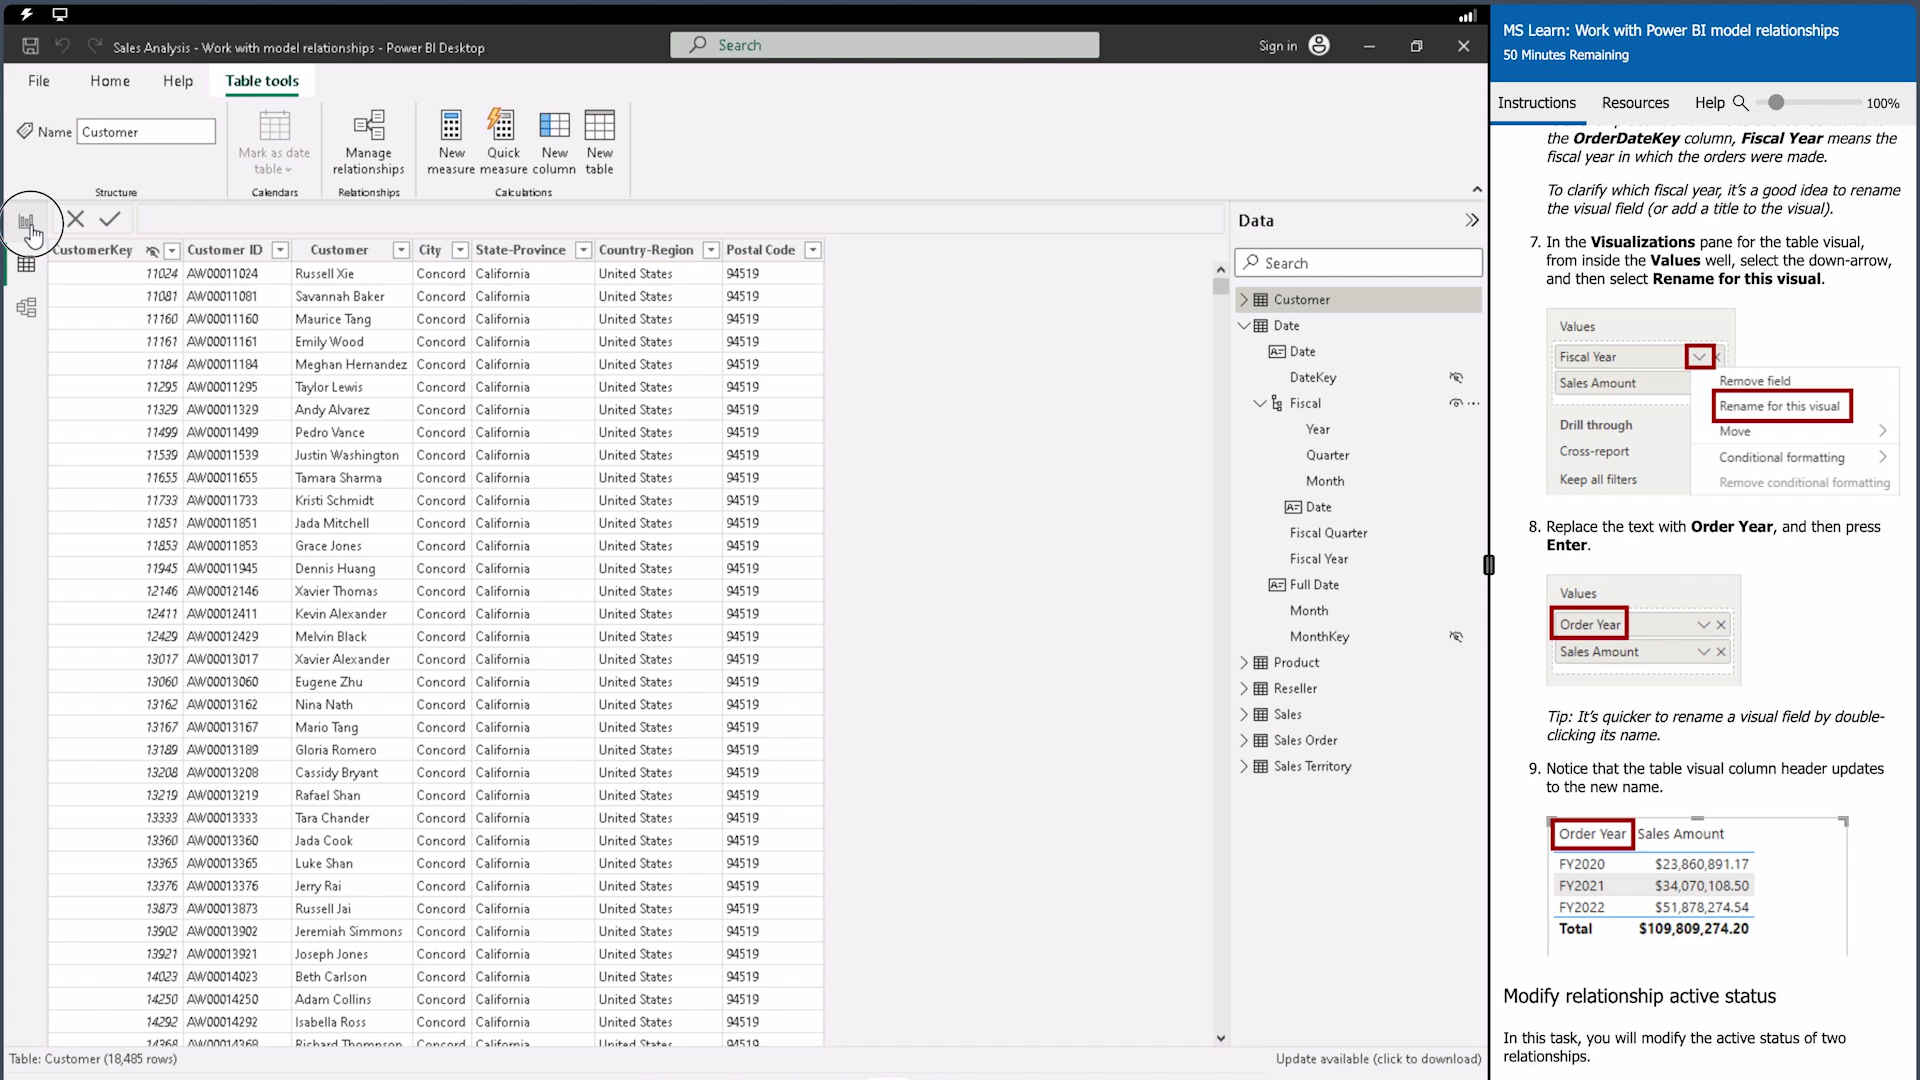 Sales Analysis - Work with model relationships - Power BI Desktop
Search
Sign in
File
Home
Help
Table tools
Name
Customer
Mark as date
table
Manage
relationships
New
measure
Quick
measure
New
column
New
table
Structure
Calendars
Relationships
Calculations
CustomerKey Customer ID Customer City State-Province Country-Region Postal Code
11024 AW00011024 Russell Xie Concord California United States 94519
11081 AW00011081 Savannah Baker Concord California United States 94519
11160 AW00011160 Maurice Tang Concord California United States 94519
11161 AW00011161 Emily Wood Concord California United States 94519
11184 AW00011184 Meghan Hernandez Concord California United States 94519
11295 AW00011295 Taylor Lewis Concord California United States 94519
11329 AW00011329 Andy Alvarez Concord California United States 94519
11499 AW00011499 Pedro Vance Concord California United States 94519
11539 AW00011539 Justin Washington Concord California United States 94519
11655 AW00011655 Tamara Sharma Concord California United States 94519
11733 AW00011733 Kristi Schmidt Concord California United States 94519
11851 AW00011851 Jada Mitchell Concord California United States 94519
11853 AW00011853 Grace Jones Concord California United States 94519
11945 AW00011945 Dennis Huang Concord California United States 94519
12146 AW00012146 Xavier Thomas Concord California United States 94519
12411 AW00012411 Kevin Alexander Concord California United States 94519
12429 AW00012429 Melvin Black Concord California United States 94519
13017 AW00013017 Xavier Alexander Concord California United States 94519
13060 AW00013060 Eugene Zhu Concord California United States 94519
13162 AW00013162 Nina Nath Concord California United States 94519
13167 AW00013167 Mario Tang Concord California United States 94519
13189 AW00013189 Gloria Romero Concord California United States 94519
13208 AW00013208 Cassidy Bryant Concord California United States 94519
13219 AW00013219 Rafael Shan Concord California United States 94519
13333 AW00013333 Tara Chander Concord California United States 94519
13360 AW00013360 Jada Cook Concord California United States 94519
13365 AW00013365 Luke Shan Concord California United States 94519
13376 AW00013376 Jerry Rai Concord California United States 94519
13873 AW00013873 Russell Jai Concord California United States 94519
13902 AW00013902 Jeremiah Simmons Concord California United States 94519
13921 AW00013921 Joseph Jones Concord California United States 94519
14023 AW00014023 Beth Carlson Concord California United States 94519
14250 AW00014250 Adam Collins Concord California United States 94519
14292 AW00014292 Isabella Ross Concord California United States 94519
14368 AW00014368 Richard Thompson Concord California United States 94519
Table: Customer (18,485 rows)
Update available (click to download)
Data
Search
Customer
Date
Date
DateKey
Fiscal
Year
Quarter
Month
Date
Fiscal Quarter
Fiscal Year
Full Date
Month
MonthKey
Product
Reseller
Sales
Sales Order
Sales Territory
MS Learn: Work with Power BI model relationships
50 Minutes Remaining
Instructions
Resources
Help
100%
the OrderDateKey column, Fiscal Year means the
fiscal year in which the orders were made.
To clarify which fiscal year, it’s a good idea to rename
the visual field (or add a title to the visual).
7. In the Visualizations pane for the table visual,
from inside the Values well, select the down-arrow,
and then select Rename for this visual.
Values
Fiscal Year
Sales Amount
Remove field
Rename for this visual
Move
Conditional formatting
Remove conditional formatting
Drill through
Cross-report
Keep all filters
8. Replace the text with Order Year, and then press
Enter.
Values
Order Year
Sales Amount
Tip: It’s quicker to rename a visual field by double-
clicking its name.
9. Notice that the table visual column header updates
to the new name.
Order Year Sales Amount
FY2020 $23,860,891.17
FY2021 $34,070,108.50
FY2022 $51,878,274.54
Total $109,809,274.20
Modify relationship active status
In this task, you will modify the active status of two
relationships.